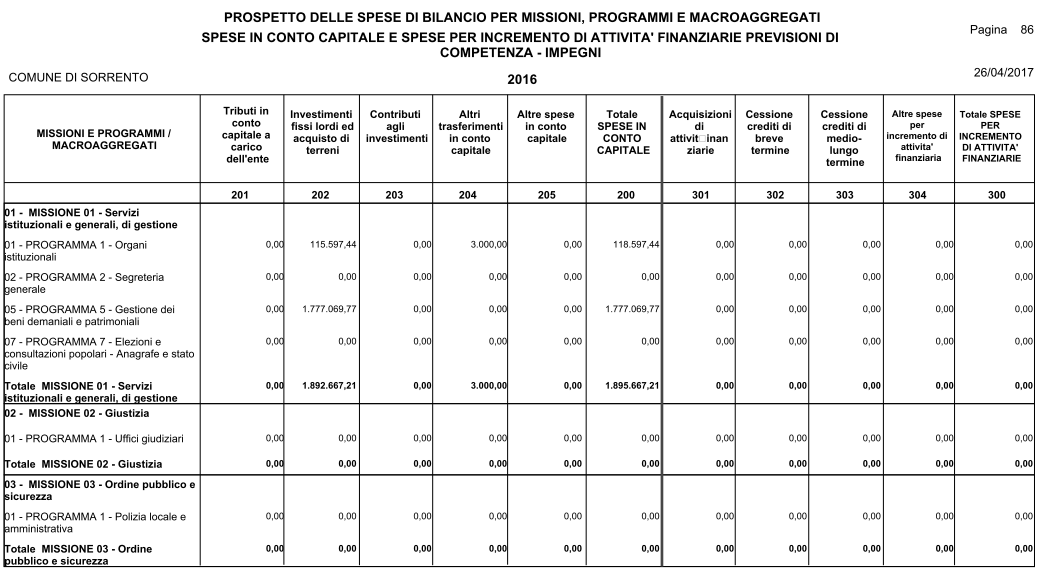 PROSPETTO DELLE SPESE DI BILANCIO PER MISSIONI, PROGRAMMI E MACROAGGREGATI
Pagina 86
SPESE IN CONTO CAPITALE E SPESE PER INCREMENTO DI ATTIVITA' FINANZIARIE PREVISIONI DI
COMPETENZA - IMPEGNI
COMUNE DI SORRENTO
2016
26/04/2017
MISSIONI E PROGRAMMI /
MACROAGGREGATI
Tributi in
conto
capitale a
carico
dell'ente
Investimenti
fissi lordi ed
acquisto di
terreni
Contributi
agli
investimenti
Altri
trasferimenti
in conto
capitale
Altre spese
in conto
capitale
Totale
SPESE IN
CONTO
CAPITALE
Acquisizioni
di
attivit□inan
ziarie
Cessione
crediti di
breve
termine
Cessione
crediti di
medio-
lungo
termine
Altre spese
per
incremento di
attivita'
finanziaria
Totale SPESE
PER
INCREMENTO
DI ATTIVITA'
FINANZIARIE
201 202 203 204 205 200 301 302 303 304 300
01 - MISSIONE 01 - Servizi
istituzionali e generali, di gestione
01 - PROGRAMMA 1 - Organi 0,00 115.597,44 0,00 3.000,00 0,00 118.597,44 0,00 0,00 0,00 0,00 0,00
istituzionali
02 - PROGRAMMA 2 - Segreteria 0,00 0,00 0,00 0,00 0,00 0,00 0,00 0,00 0,00 0,00 0,00
generale
05 - PROGRAMMA 5 - Gestione dei 0,00 1.777.069,77 0,00 0,00 0,00 1.777.069,77 0,00 0,00 0,00 0,00 0,00
beni demaniali e patrimoniali
07 - PROGRAMMA 7 - Elezioni e 0,00 0,00 0,00 0,00 0,00 0,00 0,00 0,00 0,00 0,00 0,00
consultazioni popolari - Anagrafe e stato
civile
Totale MISSIONE 01 - Servizi 0,00 1.892.667,21 0,00 3.000,00 0,00 1.895.667,21 0,00 0,00 0,00 0,00 0,00
istituzionali e generali, di gestione
02 - MISSIONE 02 - Giustizia
01 - PROGRAMMA 1 - Uffici giudiziari 0,00 0,00 0,00 0,00 0,00 0,00 0,00 0,00 0,00 0,00 0,00
Totale MISSIONE 02 - Giustizia 0,00 0,00 0,00 0,00 0,00 0,00 0,00 0,00 0,00 0,00 0,00
03 - MISSIONE 03 - Ordine pubblico e
sicurezza
01 - PROGRAMMA 1 - Polizia locale e 0,00 0,00 0,00 0,00 0,00 0,00 0,00 0,00 0,00 0,00 0,00
amministrativa
Totale MISSIONE 03 - Ordine 0,00 0,00 0,00 0,00 0,00 0,00 0,00 0,00 0,00 0,00 0,00
pubblico e sicurezza